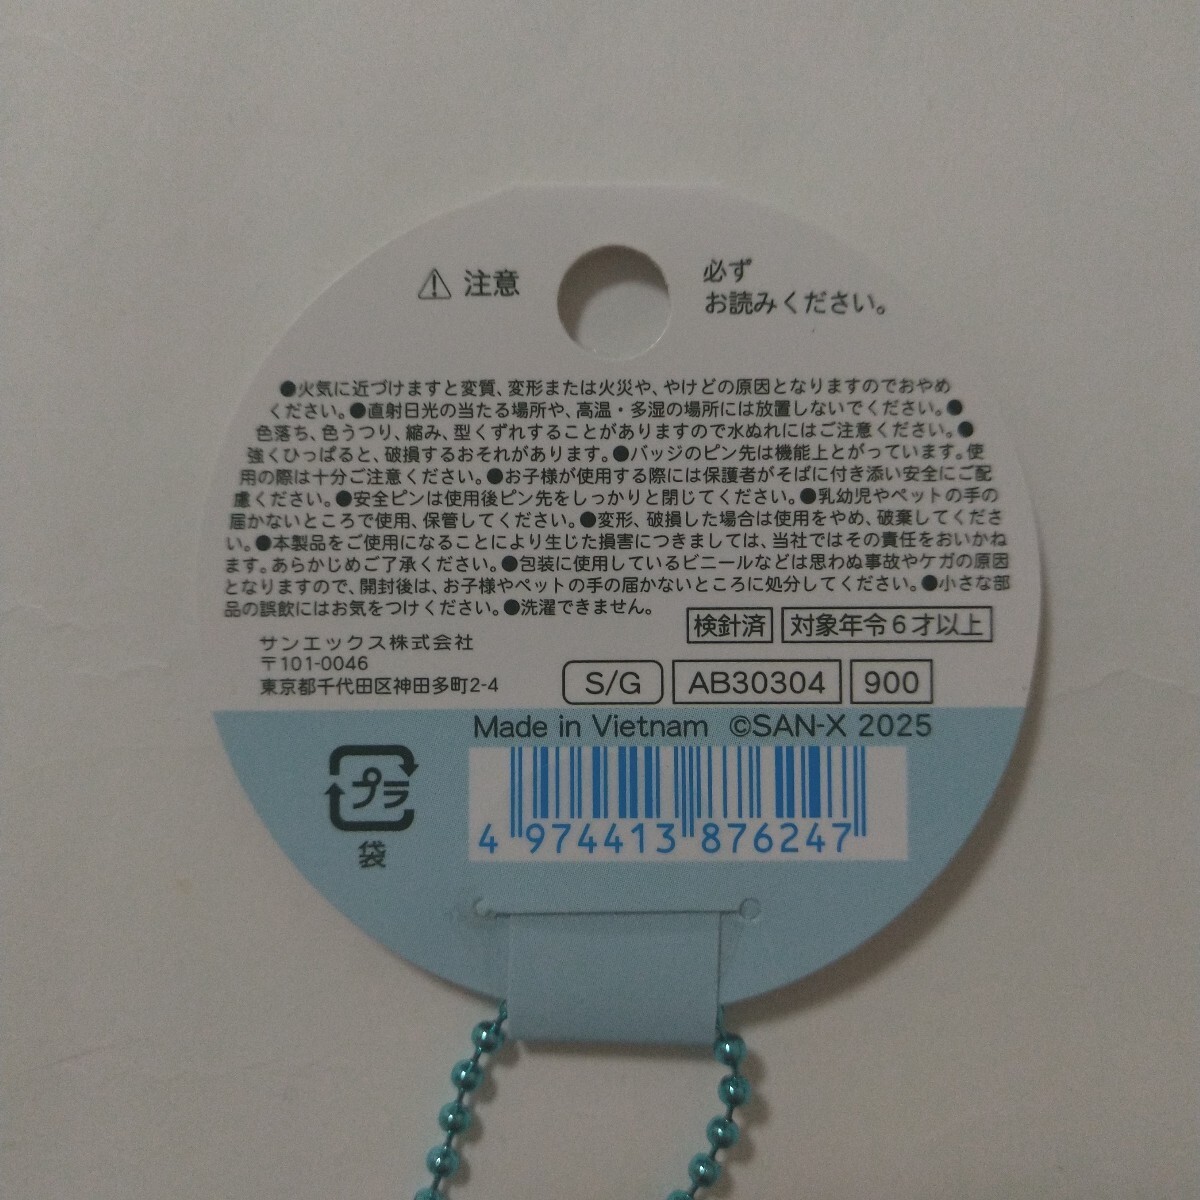 ⚠ 注意
必ず
お読みください。
●火気に近づけますと変質、変形または火災や、やけどの原因となりますのでおやめ
ください。●直射日光の当たる場所や、高温・多湿の場所には放置しないでください。●
色落ち、色うつり、縮み、型くずれすることがありますので水ぬれにはご注意ください。●
強くひっぱると、破損するおそれがあります。●バッジのピン先は機能上とがっています。使
用の際は十分ご注意ください。●お子様が使用する際には保護者がそばに付き添い安全にご配
慮ください。●安全ピンは使用後ピン先をしっかりと閉じてください。●乳幼児やペットの手の
届かないところで使用、保管してください。●変形、破損した場合は使用をやめ、破棄してくださ
い。●本製品をご使用になることにより生じた損害につきましては、当社ではその責任をおいかね
ます。あらかじめご了承ください。●包装に使用しているビニールなどは思わぬ事故やケガの原因
となりますので、開封後は、お子様やペットの手の届かないところに処分してください。●小さな部
品の誤飲にはお気をつけください。●洗濯できません。
検針済 対象年令6才以上
サンエックス株式会社
〒101-0046
東京都千代田区神田多町2-4
S/G AB30304 900
Made in Vietnam ©SAN-X 2025
プラ
袋
4 974413 876247